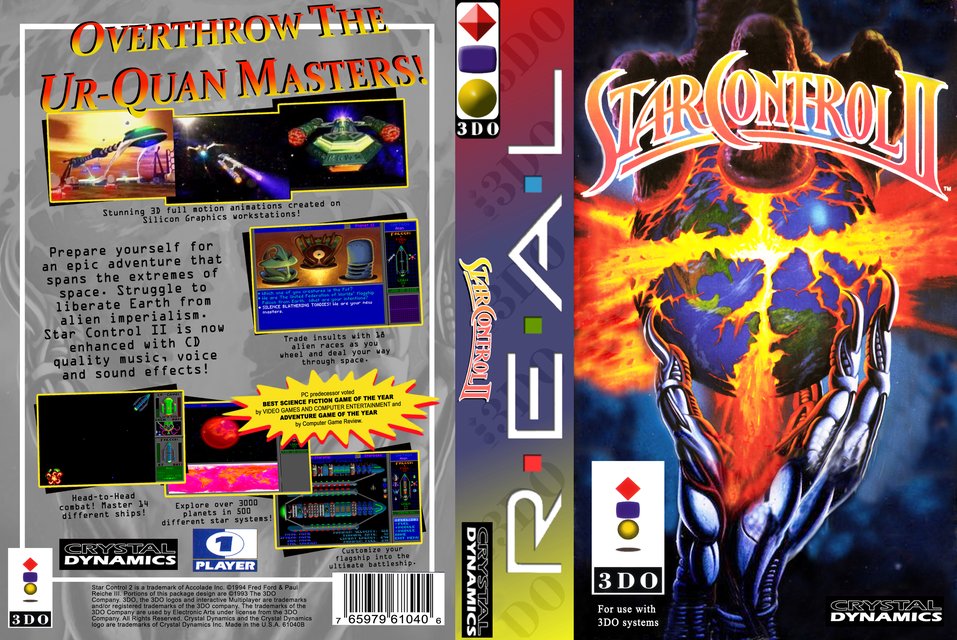 OVERTHROW THE
UR-QUAN MASTERS!
Stunning 3D full motion animations created on
Silicon Graphics workstations!
Prepare yourself for
an epic adventure that
spans the extremes of
space. Struggle to
liberate Earth from
alien imperialism.
Star Control II is now
enhanced with CD
quality music, voice
and sound effects!
Trade insults with 18
alien races as you
wheel and deal your way
through space.
PC predecessor voted
BEST SCIENCE FICTION GAME OF THE YEAR
by VIDEO GAMES AND COMPUTER ENTERTAINMENT and
ADVENTURE GAME OF THE YEAR
by Computer Game Review.
Head-to-Head
combat! Master 14
different ships!
Explore over 3000
planets in 500
different star systems!
Customize your
flagship into the
ultimate battleship.
3DO
CRYSTAL
DYNAMICS
1
PLAYER
Star Control 2 is a trademark of Accolade Inc. ©1994 Fred Ford & Paul
Reiche III. Portions of this package design are ©1993 The 3DO
Company. 3DO, the 3DO logos and interactive Multiplayer are trademarks
and/or registered trademarks of the 3DO company. The trademarks of the
3DO Company are used by Electronic Arts under license from the 3DO
Company. All Rights Reserved. Crystal Dynamics and the Crystal Dynamics
logo are trademarks of Crystal Dynamics Inc. Made in the U.S.A. 61040B
7 65979 61040 6
3DO
REAL
STAR CONTROL II
CRYSTAL
DYNAMICS
STAR CONTROL II
TM
3DO
For use with
3DO systems
CRYSTAL
DYNAMICS